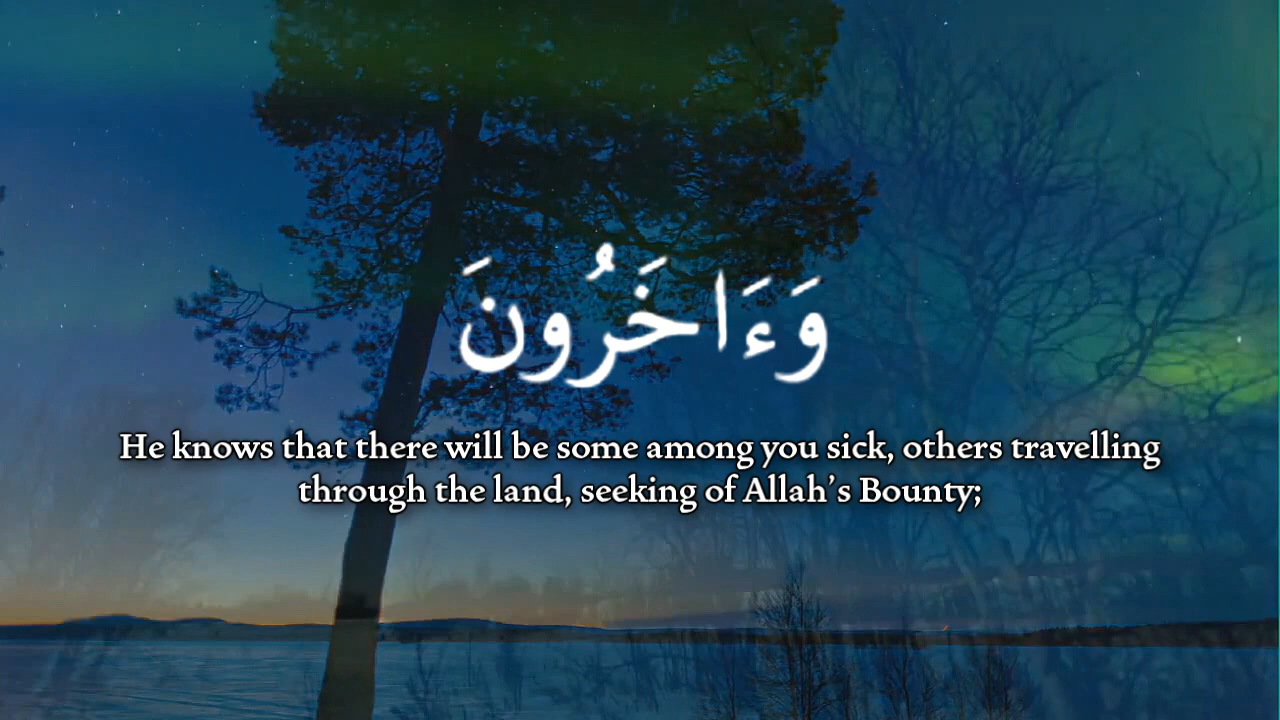 وَءَاخَرُونَ
He knows that there will be some among you sick, others travelling
through the land, seeking of Allah’s Bounty;